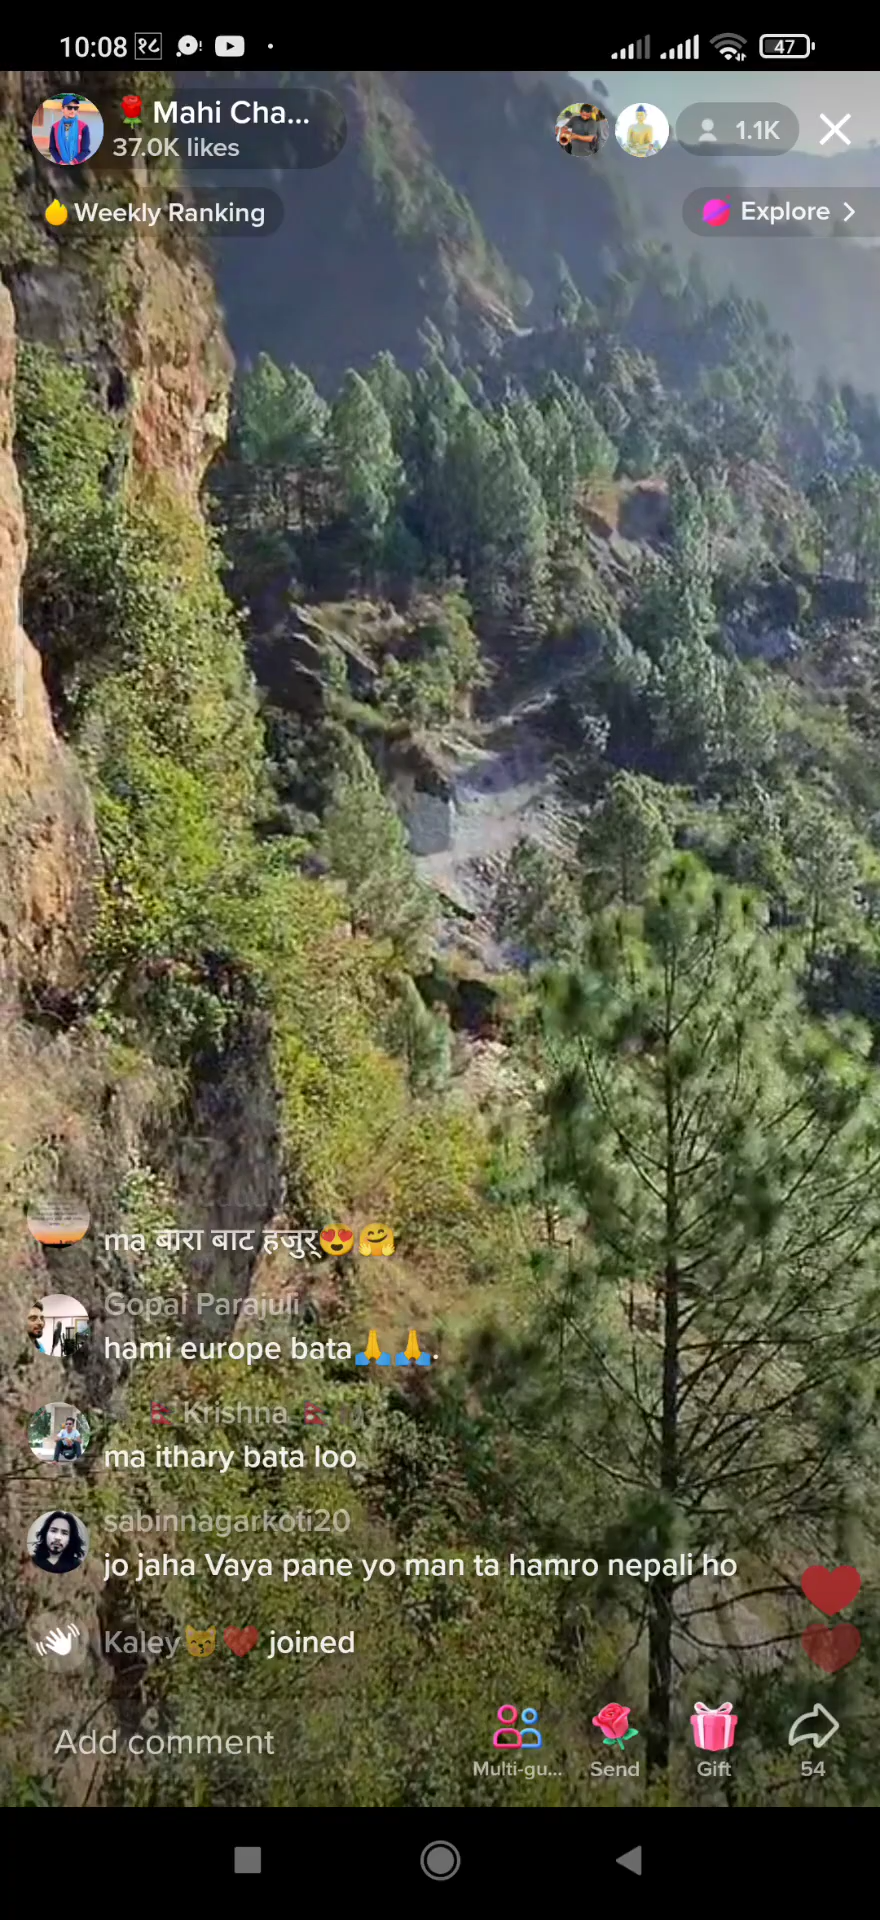 10:08 १८
47
Mahi Cha...
37.0K likes
1.1K
Weekly Ranking
Explore
ma बारा बाट हजुर्😍🤗
Gopal Parajuli
hami europe bata🙏🙏.
Krishna
ma ithary bata loo
sabinnagarkoti20
jo jaha Vaya pane yo man ta hamro nepali ho
Kaley😽❤️ joined
Add comment
Multi-gu...
Send
Gift
54